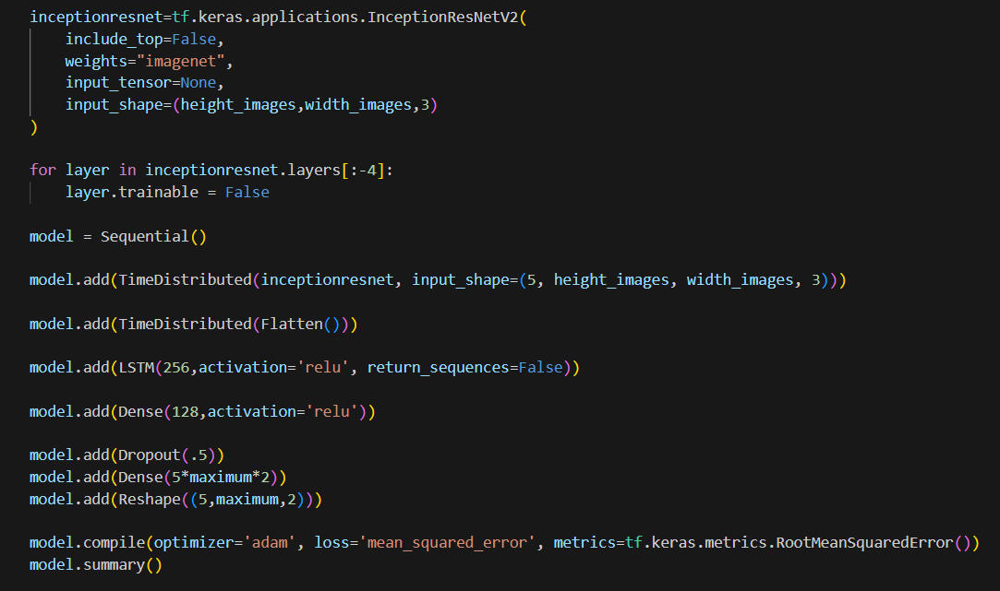 inceptionresnet=tf.keras.applications.InceptionResNetV2(
    include_top=False,
    weights="imagenet",
    input_tensor=None,
    input_shape=(height_images,width_images,3)
)
for layer in inceptionresnet.layers[:-4]:
    layer.trainable = False
model = Sequential()
model.add(TimeDistributed(inceptionresnet, input_shape=(5, height_images, width_images, 3)))
model.add(TimeDistributed(Flatten()))
model.add(LSTM(256,activation='relu', return_sequences=False))
model.add(Dense(128,activation='relu'))
model.add(Dropout(.5))
model.add(Dense(5*maximum*2))
model.add(Reshape((5,maximum,2)))
model.compile(optimizer='adam', loss='mean_squared_error', metrics=tf.keras.metrics.RootMeanSquaredError())
model.summary()